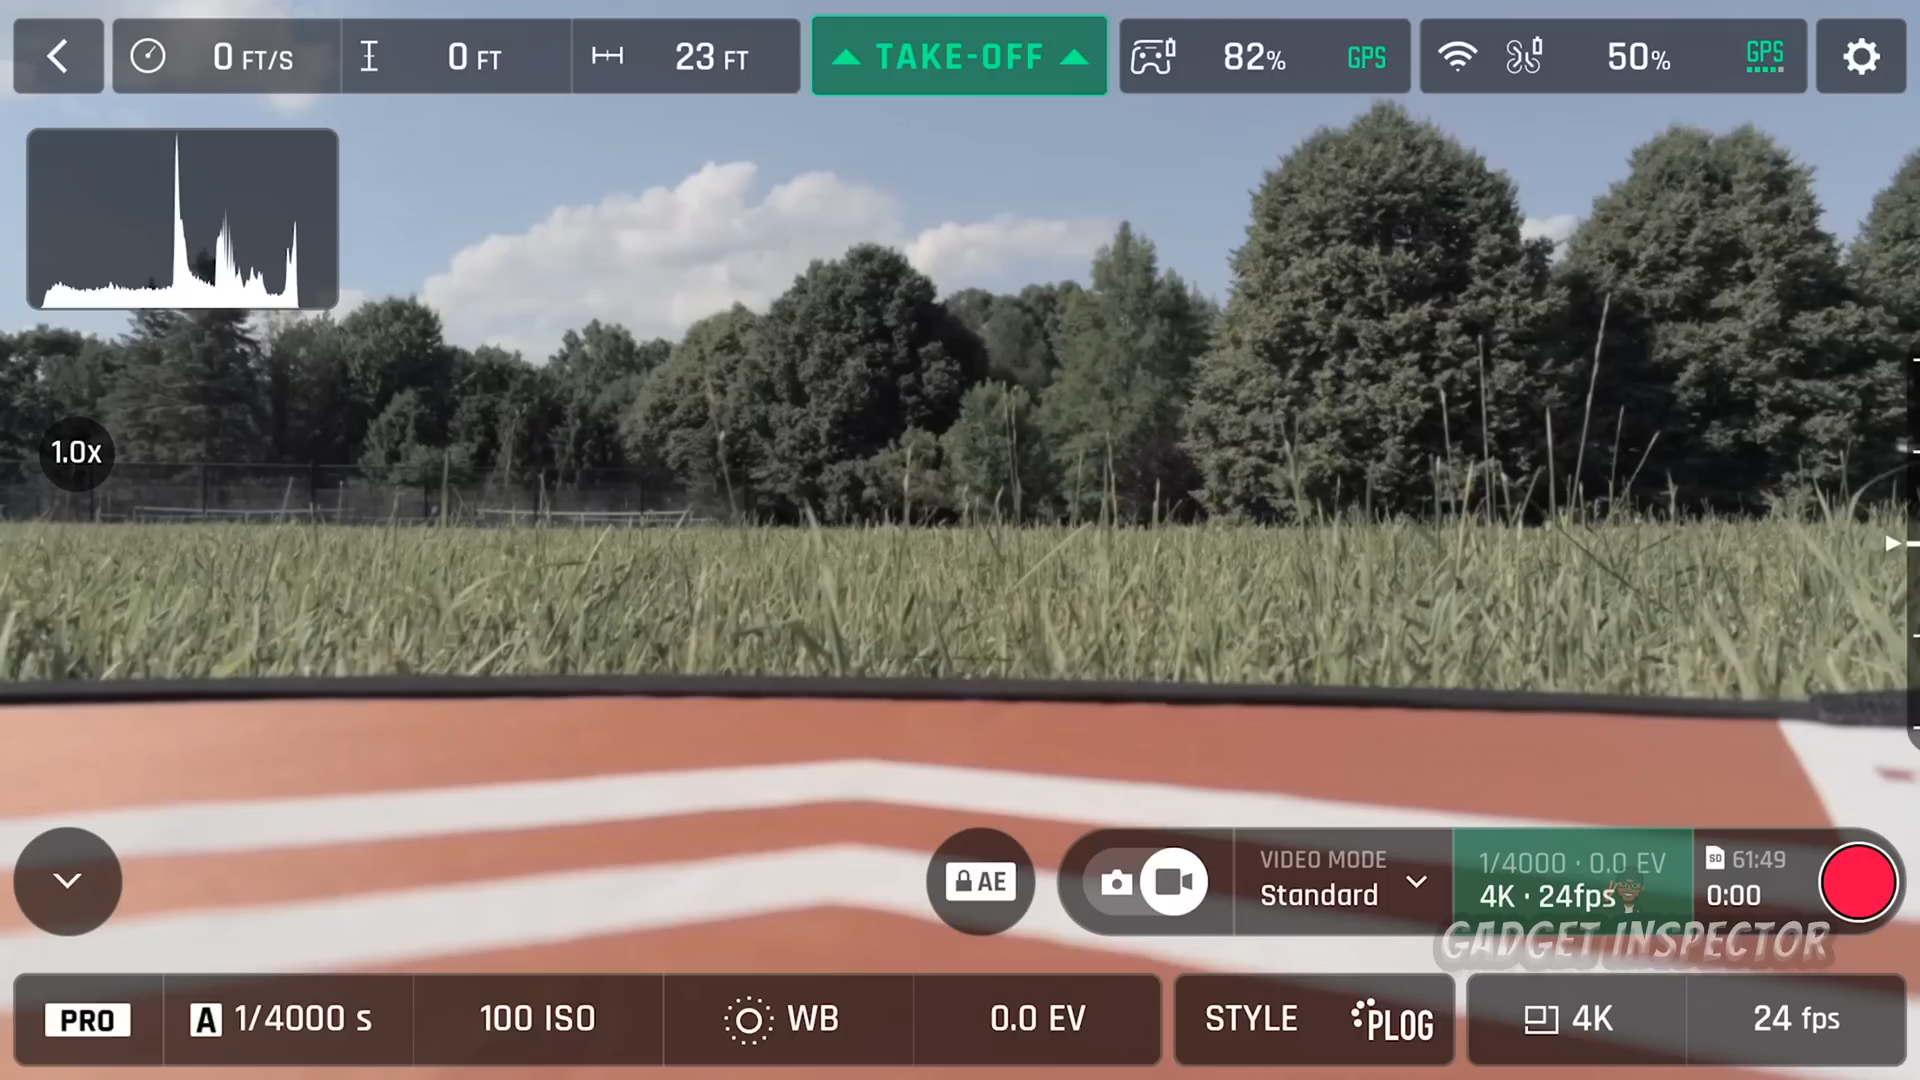 0 FT/S
0 FT
23 FT
TAKE-OFF
82%
GPS
50%
GPS
1.0x
AE
VIDEO MODE
Standard
1/4000 · 0.0 EV
4K · 24fps
SD 61:49
0:00
GADGET INSPECTOR
PRO
A 1/4000 s
100 ISO
WB
0.0 EV
STYLE
PLOG
4K
24 fps